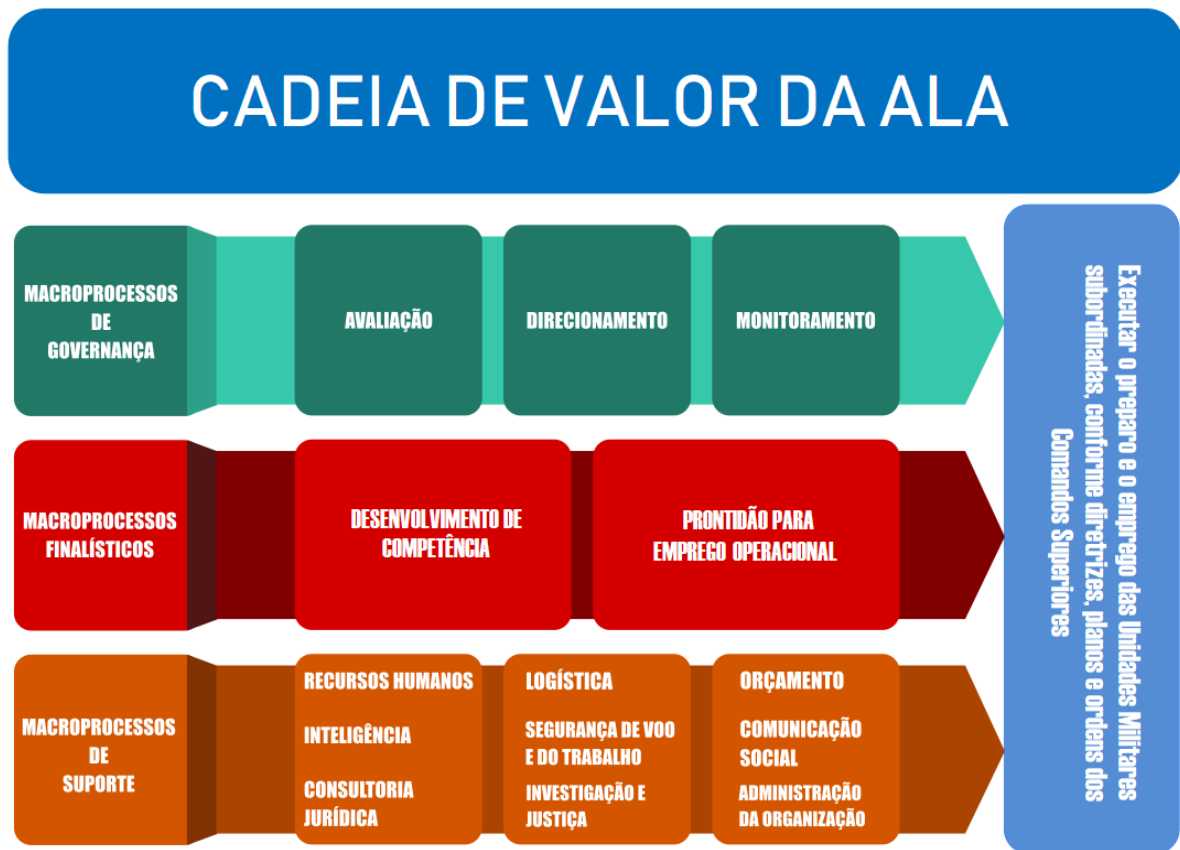 CADEIA DE VALOR DA ALA
MACROPROCESSOS
DE
GOVERNANÇA
AVALIAÇÃO
DIRECIONAMENTO
MONITORAMENTO
MACROPROCESSOS
FINALÍSTICOS
DESENVOLVIMENTO DE
COMPETÊNCIA
PRONTIDÃO PARA
EMPREGO OPERACIONAL
MACROPROCESSOS
DE
SUPORTE
RECURSOS HUMANOS
INTELIGÊNCIA
CONSULTORIA
JURÍDICA
LOGÍSTICA
SEGURANÇA DE VOO
E DO TRABALHO
INVESTIGAÇÃO E
JUSTIÇA
ORÇAMENTO
COMUNICAÇÃO
SOCIAL
ADMINISTRAÇÃO
DA ORGANIZAÇÃO
Executar o preparo e o emprego das Unidades Militares
subordinadas, conforme diretrizes, planos e ordens dos
Comandos Superiores